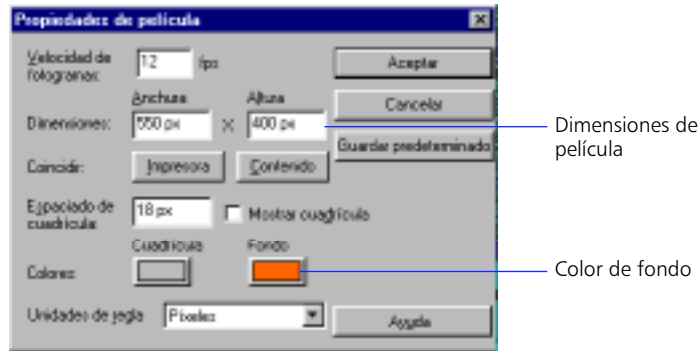 Propiedades de película
Velocidad de
fotogramas:
12 fps
Aceptar
Anchura Altura
Cancelar
Dimensiones: 550 px × 400 px
Guardar predeterminado
Coincidir: Impresora Contenido
Espaciado de
cuadrícula:
18 px Mostrar cuadrícula
Cuadrícula Fondo
Colores:
Unidades de regla Píxeles
Ayuda
Dimensiones de
película
Color de fondo